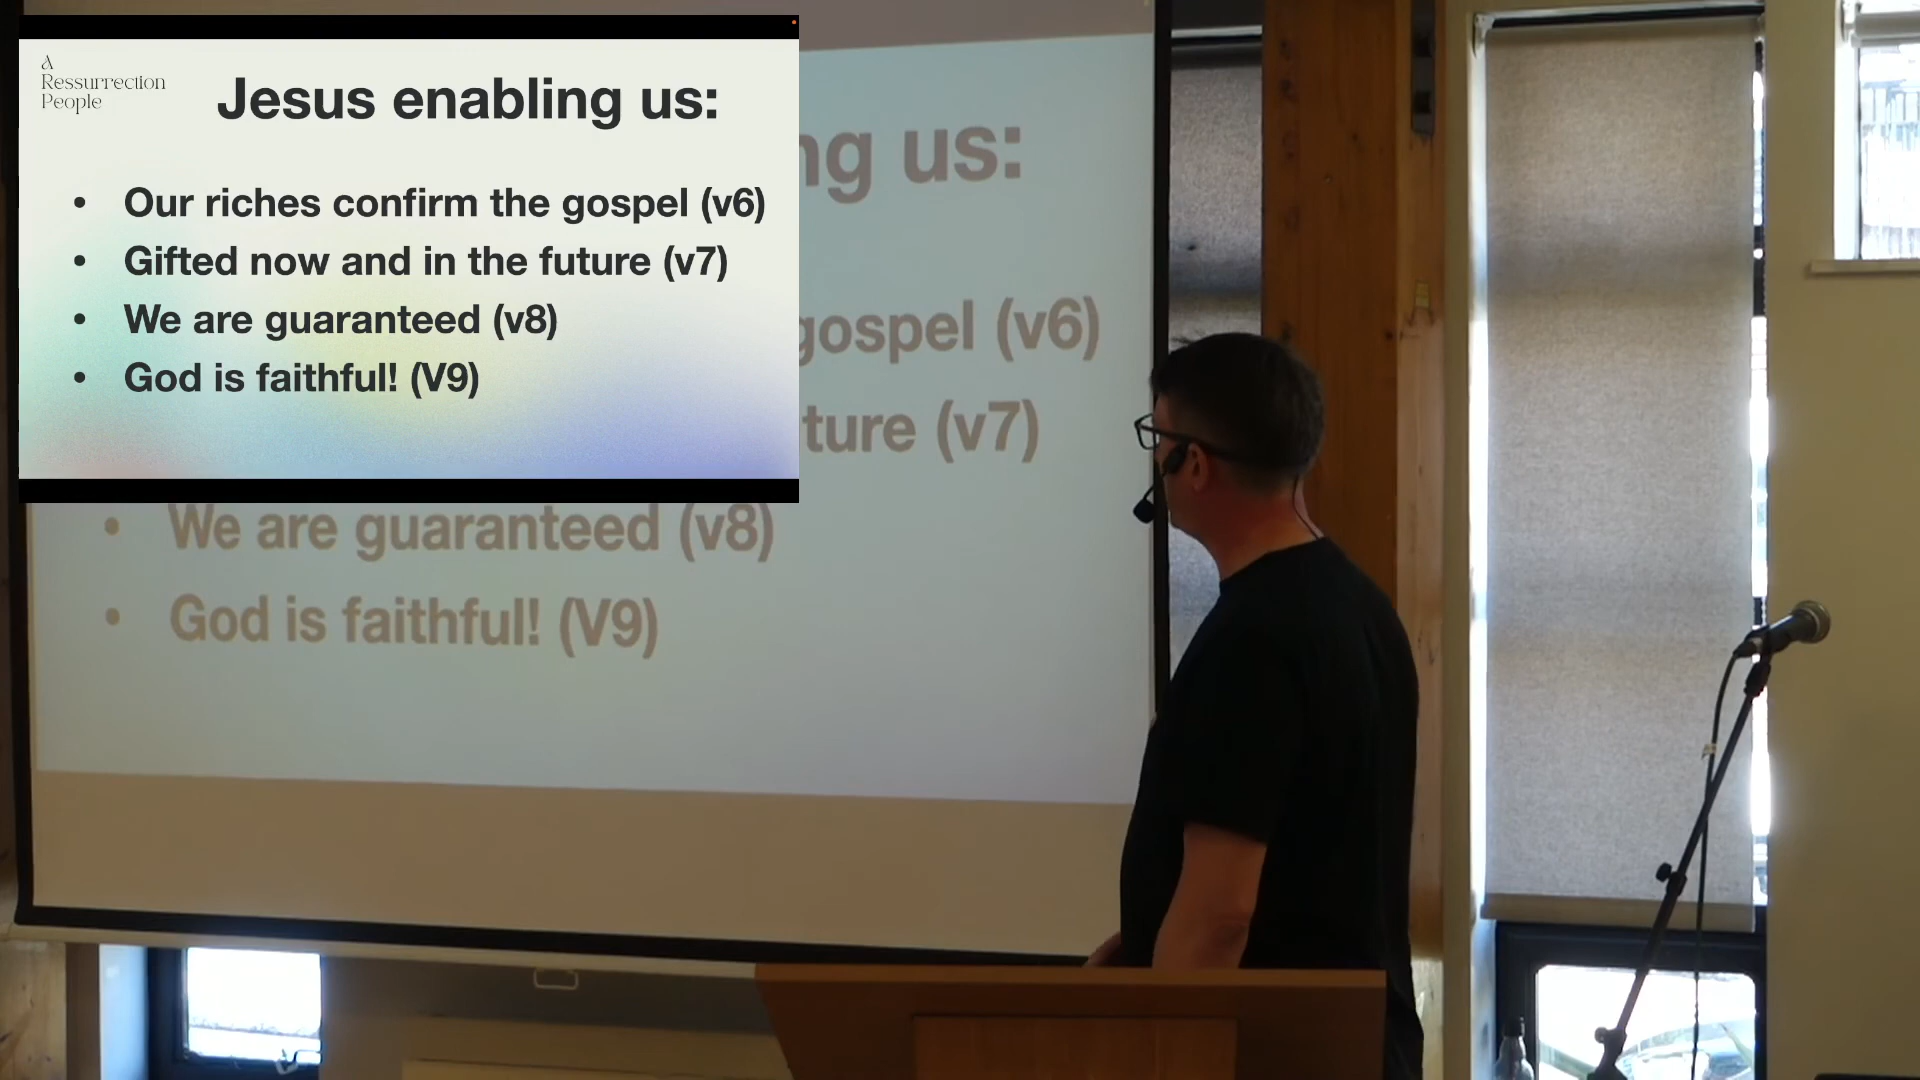 A
Ressurrection
People
Jesus enabling us:
• Our riches confirm the gospel (v6)
• Gifted now and in the future (v7)
• We are guaranteed (v8)
• God is faithful! (V9)
ng us:
gospel (v6)
ture (v7)
• We are guaranteed (v8)
• God is faithful! (V9)